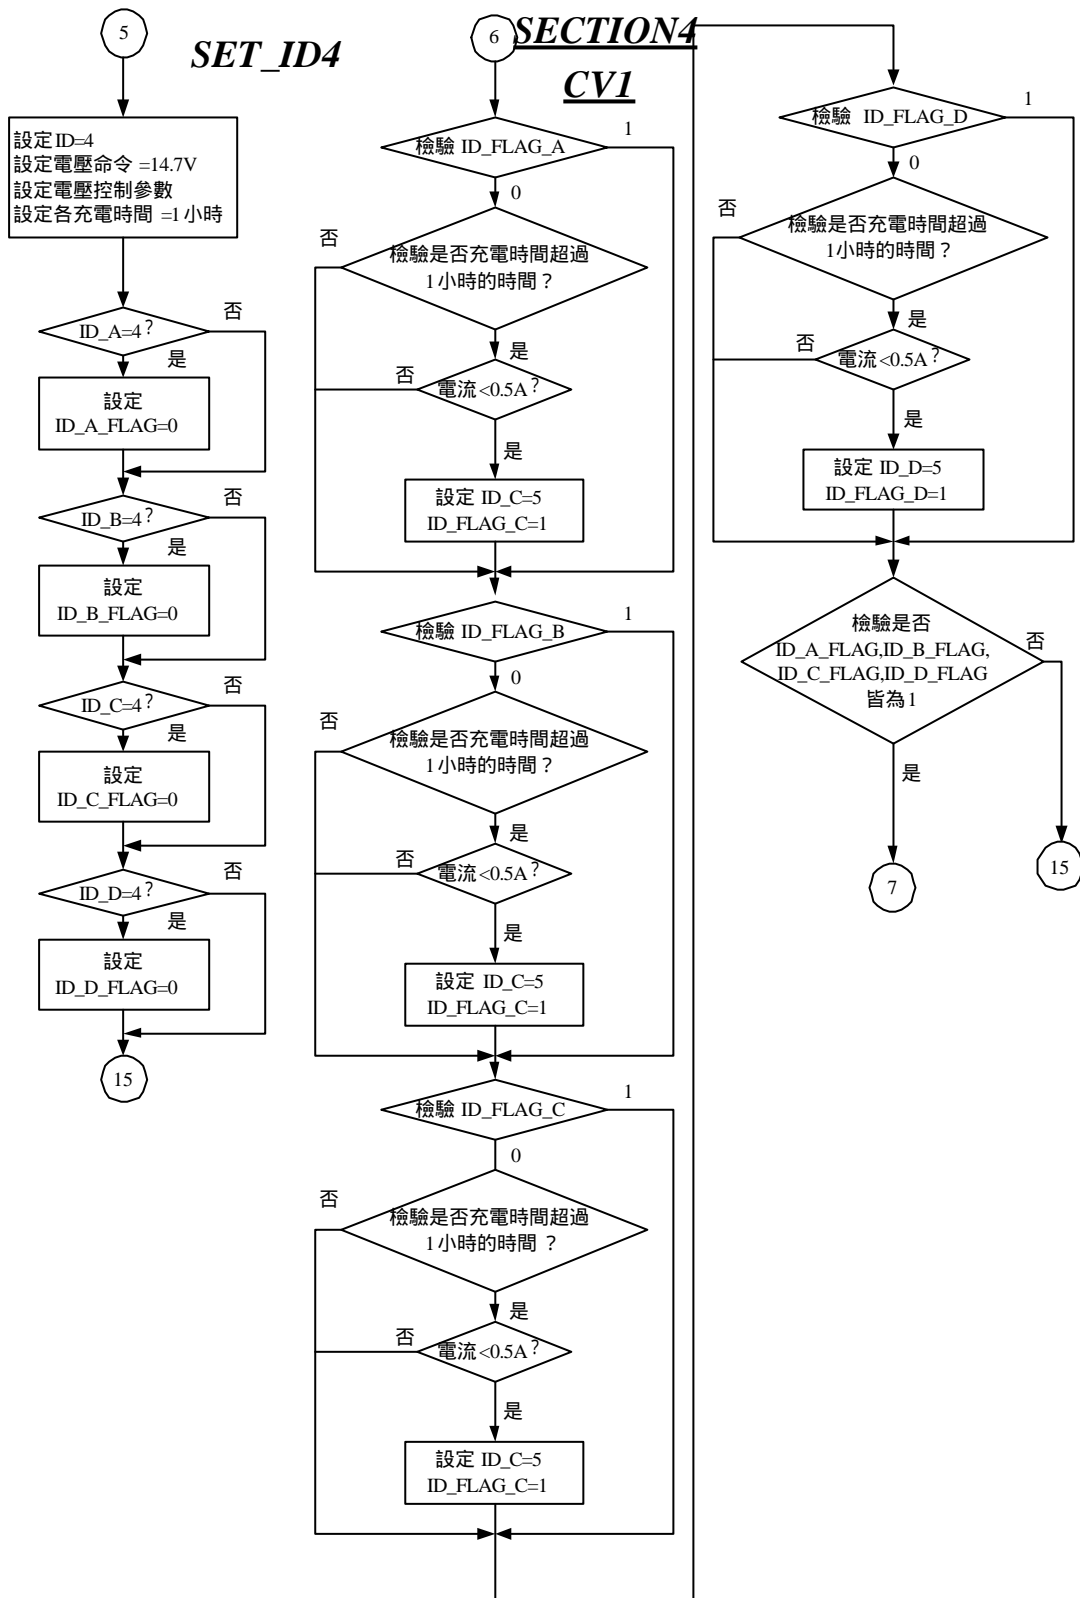 5
SET_ID4
設定ID=4
設定電壓命令 =14.7V
設定電壓控制參數
設定各充電時間 =1小時
ID_A=4?
否
是
設定
ID_A_FLAG=0
ID_B=4?
否
是
設定
ID_B_FLAG=0
ID_C=4?
否
是
設定
ID_C_FLAG=0
ID_D=4?
否
是
設定
ID_D_FLAG=0
15
6
SECTION4
CV1
檢驗 ID_FLAG_A
1
0
否
檢驗是否充電時間超過
1小時的時間?
是
否
電流<0.5A?
是
設定 ID_C=5
ID_FLAG_C=1
檢驗 ID_FLAG_B
1
0
否
檢驗是否充電時間超過
1小時的時間?
是
否
電流<0.5A?
是
設定 ID_C=5
ID_FLAG_C=1
檢驗 ID_FLAG_C
1
0
否
檢驗是否充電時間超過
1小時的時間 ?
是
否
電流<0.5A?
是
設定 ID_C=5
ID_FLAG_C=1
檢驗 ID_FLAG_D
1
0
否
檢驗是否充電時間超過
1小時的時間?
是
否
電流<0.5A?
是
設定 ID_D=5
ID_FLAG_D=1
檢驗是否
ID_A_FLAG,ID_B_FLAG,
ID_C_FLAG,ID_D_FLAG
皆為1
否
是
7
15